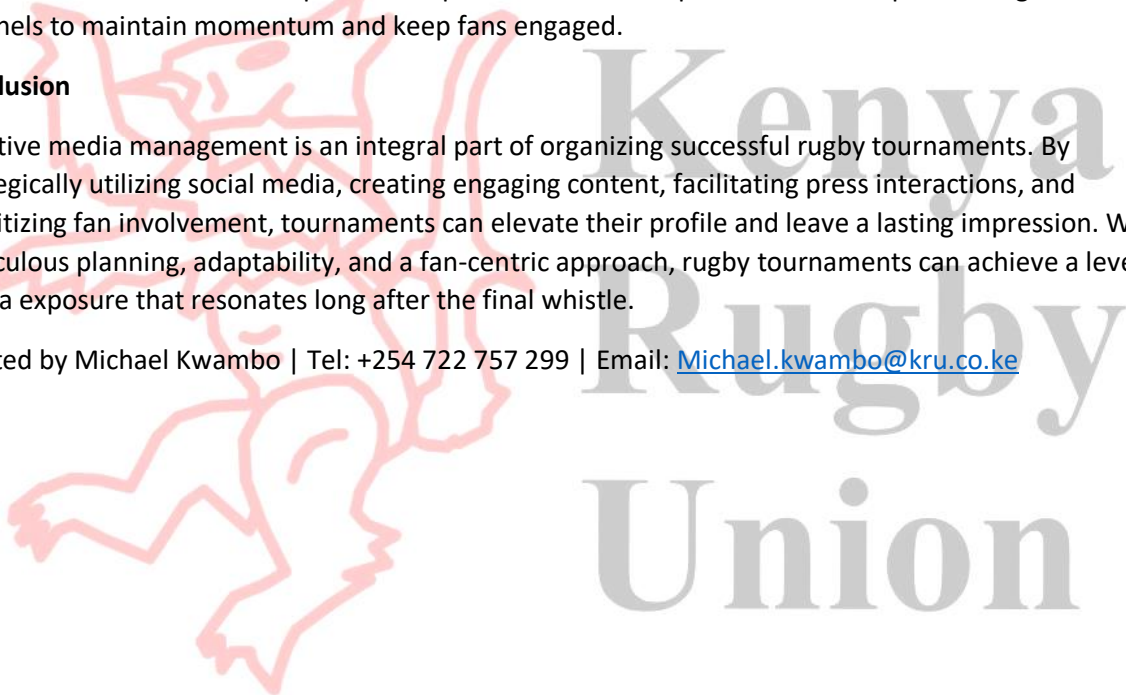 nels to maintain momentum and keep fans engaged.
lusion
tive media management is an integral part of organizing successful rugby tournaments. By
egically utilizing social media, creating engaging content, facilitating press interactions, and
itizing fan involvement, tournaments can elevate their profile and leave a lasting impression. W
culous planning, adaptability, and a fan-centric approach, rugby tournaments can achieve a leve
a exposure that resonates long after the final whistle.
ted by Michael Kwambo | Tel: +254 722 757 299 | Email: Michael.kwambo@kru.co.ke
Kenya
Rugby
Union